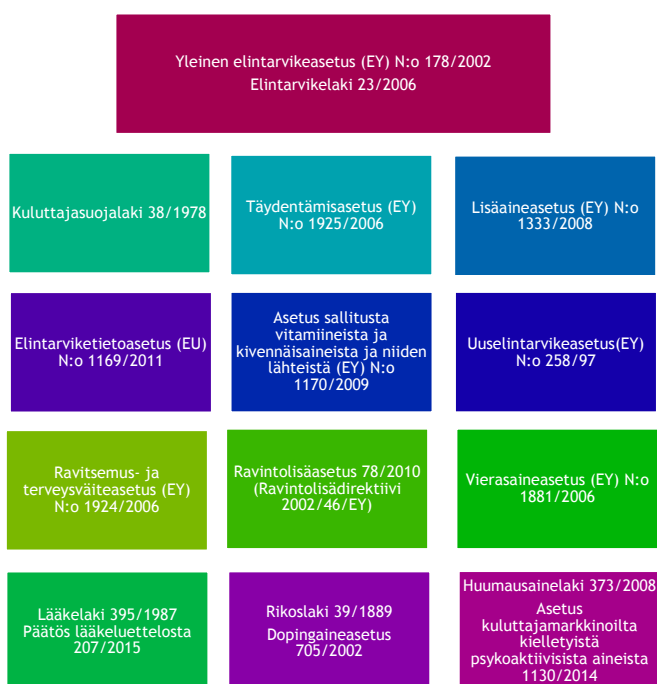 Yleinen elintarvikeasetus (EY) N:o 178/2002
Elintarvikelaki 23/2006
Kuluttajasuojalaki 38/1978
Täydentämisasetus (EY)
N:o 1925/2006
Lisäaineasetus (EY) N:o
1333/2008
Elintarviketietoasetus (EU)
N:o 1169/2011
Asetus sallitusta
vitamiineista ja
kivennäisaineista ja niiden
lähteistä (EY) N:o
1170/2009
Uuselintarvikeasetus(EY)
N:o 258/97
Ravitsemus- ja
terveysväiteasetus (EY)
N:o 1924/2006
Ravintolisäasetus 78/2010
(Ravintolisädirektiivi
2002/46/EY)
Vierasaineasetus (EY) N:o
1881/2006
Lääkelaki 395/1987
Päätös lääkeluettelosta
207/2015
Rikoslaki 39/1889
Dopingaineasetus
705/2002
Huumausainelaki 373/2008
Asetus
kuluttajamarkkinoilta
kielletyistä
psykoaktiivisista aineista
1130/2014